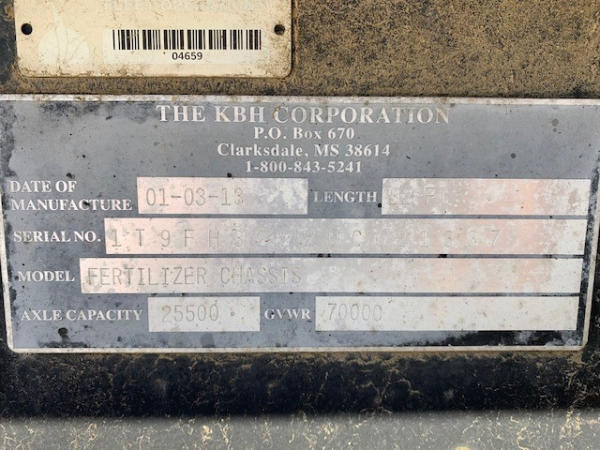 04659
THE KBH CORPORATION
P.O. Box 670
Clarksdale, MS 38614
1-800-843-5241
DATE OF MANUFACTURE 01-03-13 LENGTH
SERIAL NO.
MODEL FERTILIZER CHASSIS
AXLE CAPACITY 25500 GVWR 70000